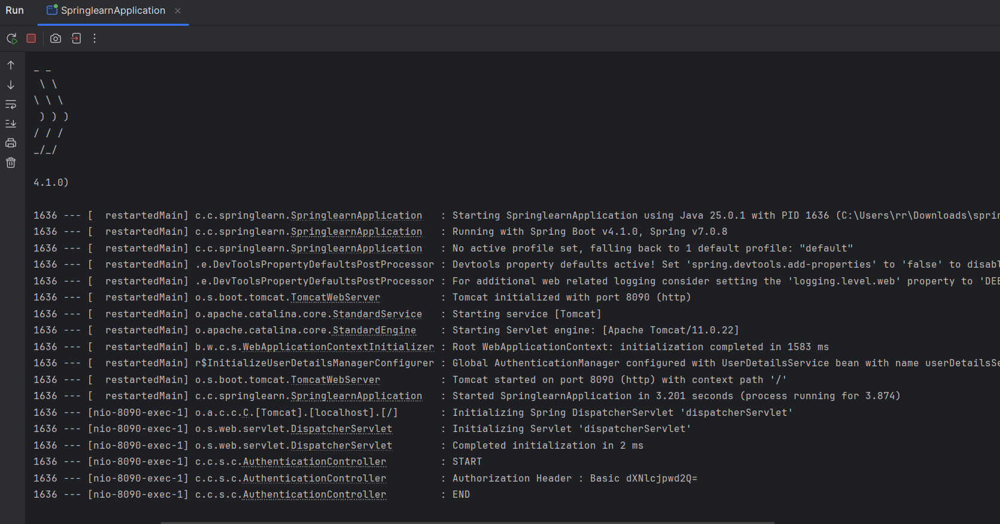 Run SpringlearnApplication
_ _
\ \
\ \ \
) ) )
/ / /
_/_/
4.1.0)
1636 --- [  restartedMain] c.c.springlearn.SpringlearnApplication   : Starting SpringlearnApplication using Java 25.0.1 with PID 1636 (C:\Users\rr\Downloads\sprin
1636 --- [  restartedMain] c.c.springlearn.SpringlearnApplication   : Running with Spring Boot v4.1.0, Spring v7.0.8
1636 --- [  restartedMain] c.c.springlearn.SpringlearnApplication   : No active profile set, falling back to 1 default profile: "default"
1636 --- [  restartedMain] .e.DevToolsPropertyDefaultsPostProcessor : Devtools property defaults active! Set 'spring.devtools.add-properties' to 'false' to disabl
1636 --- [  restartedMain] .e.DevToolsPropertyDefaultsPostProcessor : For additional web related logging consider setting the 'logging.level.web' property to 'DEB
1636 --- [  restartedMain] o.s.boot.tomcat.TomcatWebServer          : Tomcat initialized with port 8090 (http)
1636 --- [  restartedMain] o.apache.catalina.core.StandardService   : Starting service [Tomcat]
1636 --- [  restartedMain] o.apache.catalina.core.StandardEngine    : Starting Servlet engine: [Apache Tomcat/11.0.22]
1636 --- [  restartedMain] b.w.c.s.WebApplicationContextInitializer : Root WebApplicationContext: initialization completed in 1583 ms
1636 --- [  restartedMain] r$InitializeUserDetailsManagerConfigurer : Global AuthenticationManager configured with UserDetailsService bean with name userDetailsSe
1636 --- [  restartedMain] o.s.boot.tomcat.TomcatWebServer          : Tomcat started on port 8090 (http) with context path '/'
1636 --- [  restartedMain] c.c.springlearn.SpringlearnApplication   : Started SpringlearnApplication in 3.201 seconds (process running for 3.874)
1636 --- [nio-8090-exec-1] o.a.c.c.C.[Tomcat].[localhost].[/]       : Initializing Spring DispatcherServlet 'dispatcherServlet'
1636 --- [nio-8090-exec-1] o.s.web.servlet.DispatcherServlet        : Initializing Servlet 'dispatcherServlet'
1636 --- [nio-8090-exec-1] o.s.web.servlet.DispatcherServlet        : Completed initialization in 2 ms
1636 --- [nio-8090-exec-1] c.c.s.c.AuthenticationController         : START
1636 --- [nio-8090-exec-1] c.c.s.c.AuthenticationController         : Authorization Header : Basic dXNlcjpwd2Q=
1636 --- [nio-8090-exec-1] c.c.s.c.AuthenticationController         : END